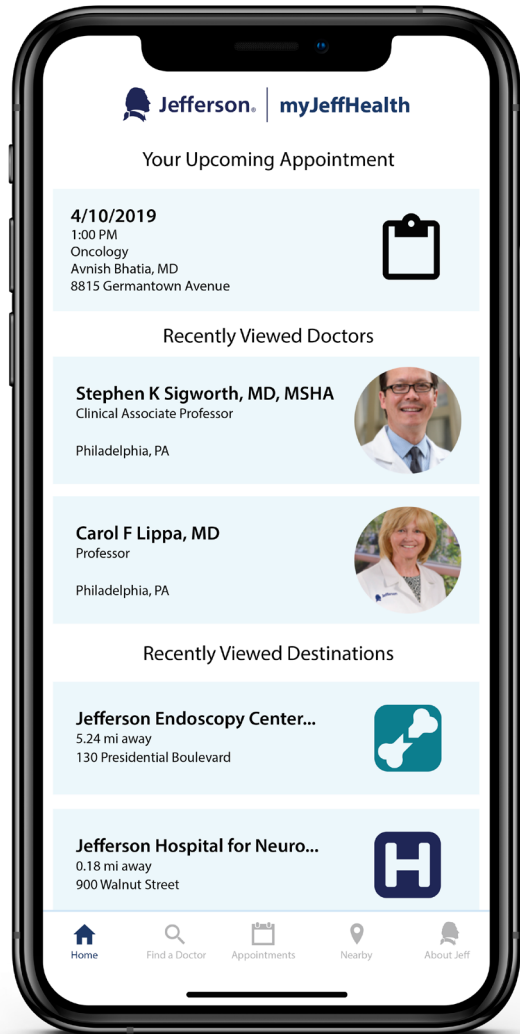 Jefferson® | myJeffHealth
Your Upcoming Appointment
4/10/2019
1:00 PM
Oncology
Avnish Bhatia, MD
8815 Germantown Avenue
Recently Viewed Doctors
Stephen K Sigworth, MD, MSHA
Clinical Associate Professor
Philadelphia, PA
Carol F Lippa, MD
Professor
Philadelphia, PA
Jefferson
Recently Viewed Destinations
Jefferson Endoscopy Center...
5.24 mi away
130 Presidential Boulevard
Jefferson Hospital for Neuro...
0.18 mi away
900 Walnut Street
H
Home
Find a Doctor
Appointments
Nearby
About Jeff